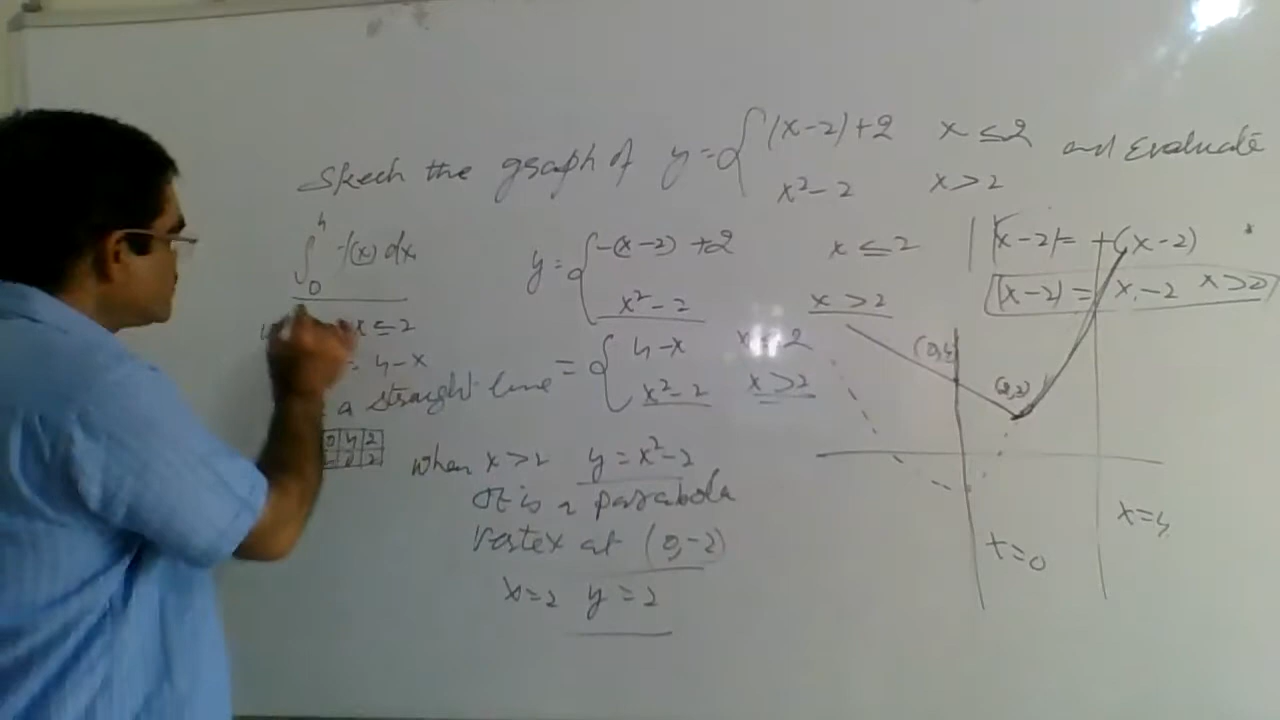 Skech the graph of y = { |x-2|+2 x ≤ 2 and Evaluate
x²-2 x > 2
∫₀⁴ f(x) dx
y = { -(x-2) +2 x ≤ 2
x²-2 x > 2
|x-2| = +(x-2)
|x-2| = x-2 x>2
x ≤ 2
= 4-x
a straight line
= { 4-x
x²-2 x > 2
0 4 2
2
when x > 2 y = x²-2
It is a parabola
Vertex at (0,-2)
x=2 y=2
(2,2)
x=0
x=4